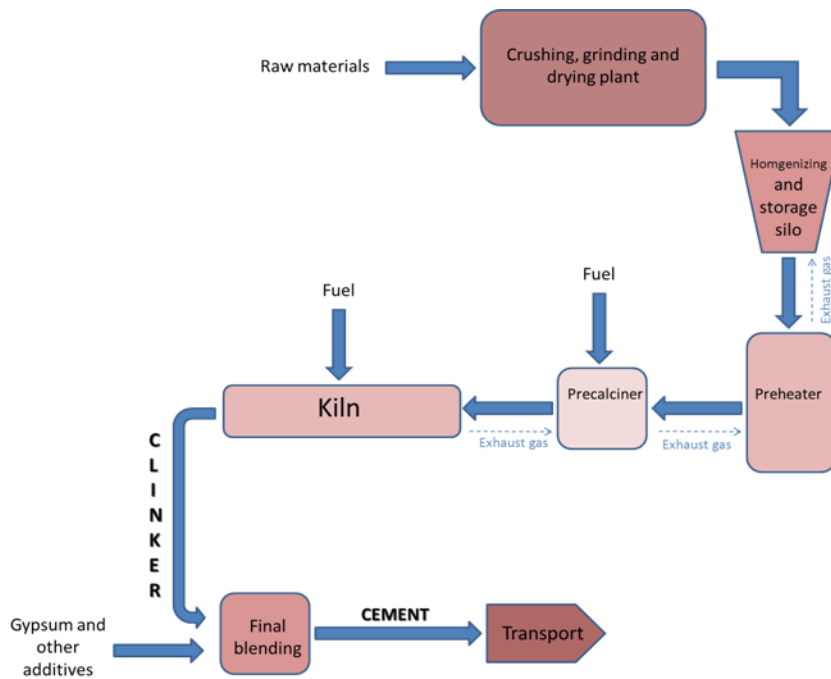 Raw materials
Crushing, grinding and
drying plant
Homgenizing
and
storage
silo
Exhaust gas
Fuel
Fuel
Preheater
Precalciner
Kiln
Exhaust gas
Exhaust gas
CLINKER
Gypsum and
other
additives
Final
blending
CEMENT
Transport